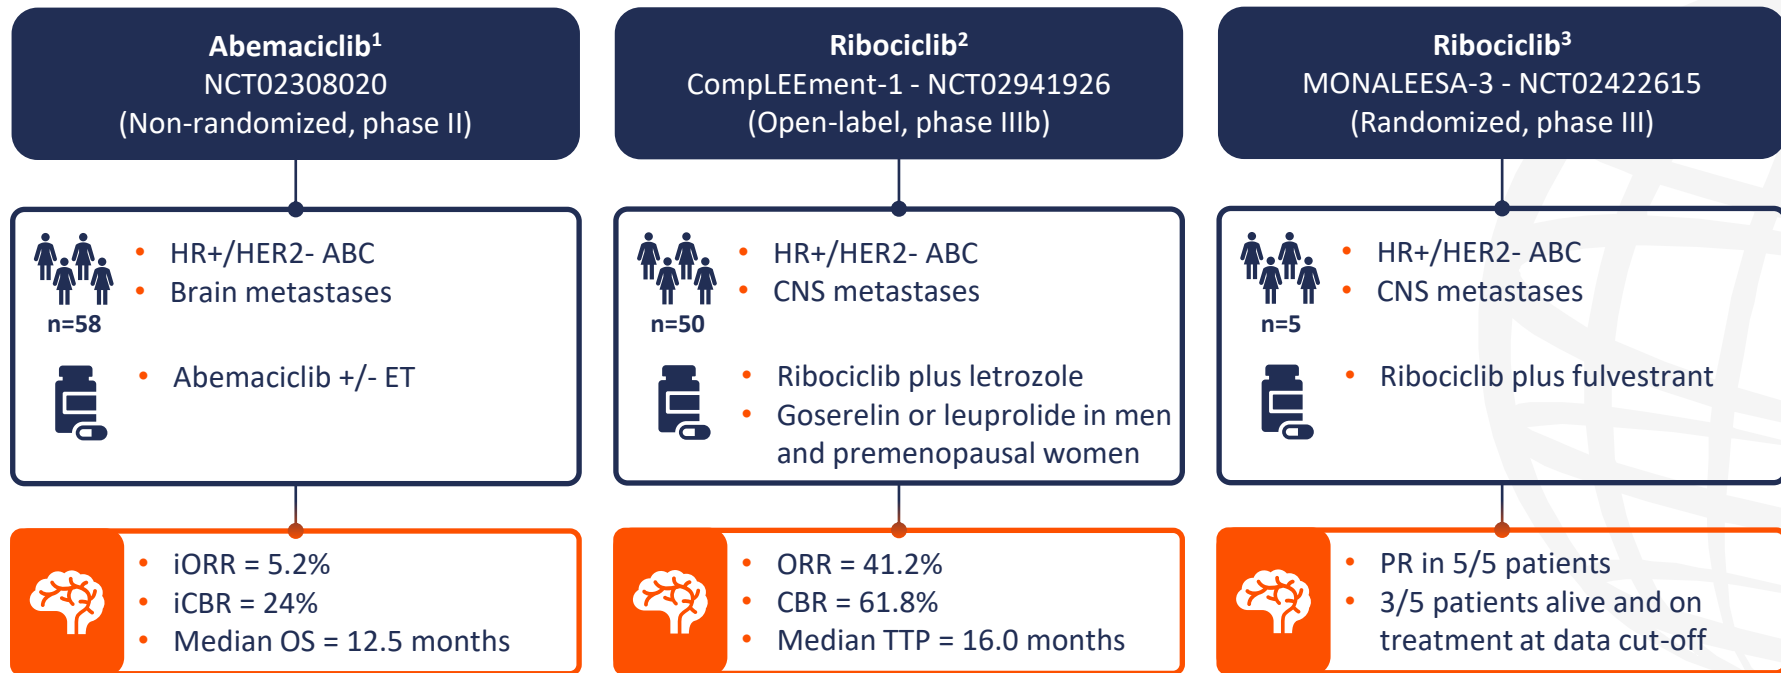 Abemaciclib¹
NCT02308020
(Non-randomized, phase II)
• HR+/HER2- ABC
• Brain metastases
n=58
• Abemaciclib +/- ET
• iORR = 5.2%
• iCBR = 24%
• Median OS = 12.5 months
Ribociclib²
CompLEEment-1 - NCT02941926
(Open-label, phase IIIb)
• HR+/HER2- ABC
• CNS metastases
n=50
• Ribociclib plus letrozole
• Goserelin or leuprolide in men
and premenopausal women
• ORR = 41.2%
• CBR = 61.8%
• Median TTP = 16.0 months
Ribociclib³
MONALEESA-3 - NCT02422615
(Randomized, phase III)
• HR+/HER2- ABC
• CNS metastases
n=5
• Ribociclib plus fulvestrant
• PR in 5/5 patients
• 3/5 patients alive and on
treatment at data cut-off